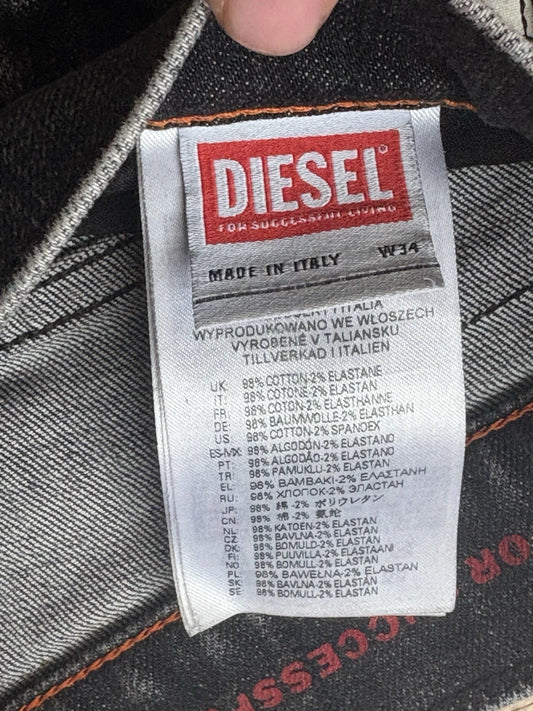 DIESEL
FOR SUCCESSFUL LIVING
MADE IN ITALY W34
WYPRODUKOWANO WE WŁOSZECH
VYROBENÉ V TALIANSKU
TILLVERKAD I ITALIEN
UK: 98% COTTON-2% ELASTANE
IT: 98% COTONE-2% ELASTAN
FR: 98% COTON-2% ELASTHANNE
DE: 98% BAUMWOLLE-2% ELASTHAN
US: 98% COTTON-2% SPANDEX
ES-MX: 98% ALGODÓN-2% ELASTANO
PT: 98% ALGODÃO-2% ELASTANO
TR: 98% PAMUKLU-2% ELASTAN
EL: 98% ΒΑΜΒΑΚΙ-2% ΕΛΑΣΤΑΝΗ
RU: 98% ХЛОПОК-2% ЭЛАСТАН
JP: 98% 綿 -2% ポリウレタン
CN: 98% 棉 -2% 氨纶
NL: 98% KATOEN-2% ELASTAN
CZ: 98% BAVLNA-2% ELASTAN
DK: 98% BOMULD-2% ELASTAN
FI: 98% PUUVILLA-2% ELASTAANI
NO: 98% BOMULL-2% ELASTAN
PL: 98% BAWEŁNA-2% ELASTAN
SK: 98% BAVLNA-2% ELASTAN
SE: 98% BOMULL-2% ELASTAN